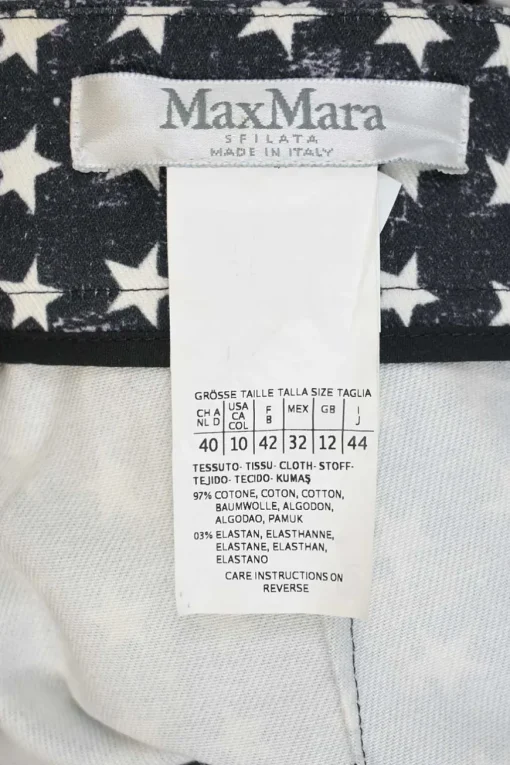 MaxMara
SFILATA
MADE IN ITALY
GRÖSSE TAILLE TALLA SIZE TAGLIA
CH A NL D | USA CA COL | F B | MEX | GB | I J
40 | 10 | 42 | 32 | 12 | 44
TESSUTO- TISSU- CLOTH- STOFF-
TEJIDO- TECIDO- KUMAŞ
97% COTONE, COTON, COTTON,
BAUMWOLLE, ALGODON,
ALGODAO, PAMUK
03% ELASTAN, ELASTHANNE,
ELASTANE, ELASTHAN,
ELASTANO
CARE INSTRUCTIONS ON
REVERSE